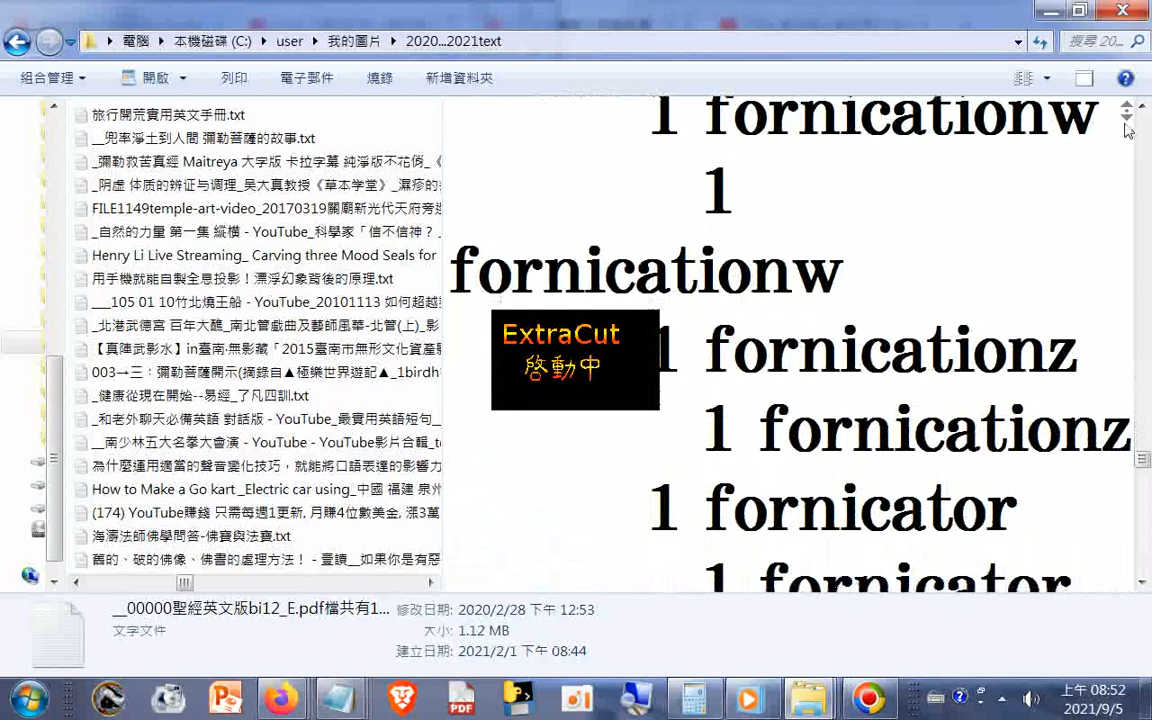 電腦 本機磁碟 (C:) user 我的圖片 2020...2021text
搜尋 20...
組合管理 開啟 列印 電子郵件 燒錄 新增資料夾
旅行開荒實用英文手冊.txt
__兜率淨土到人間 彌勒菩薩的故事.txt
_彌勒救苦真經 Maitreya 大字版 卡拉字幕 純淨版不花俏_《
_阴虚 体质的辨证与调理_吴大真教授《草本学堂》_濕疹的
FILE1149temple-art-video_20170319關廟新光代天府旁
_自然的力量 第一集 縱橫 - YouTube_科學家「信不信神？」
Henry Li Live Streaming_ Carving three Mood Seals for
用手機就能自製全息投影！漂浮幻象背後的原理.txt
___105 01 10竹北燒王船 - YouTube_20101113 如何超越
_北港武德宮 百年大醮_南北管戲曲及藝師風華-北管(上)_影
【真陣武影水】in臺南·無影藏「2015臺南市無形文化資產
003→三：彌勒菩薩開示(摘錄自▲極樂世界遊記▲_1birdh
_健康從現在開始--易經_了凡四訓.txt
_和老外聊天必備英語 對話版 - YouTube_最實用英語短句_
__南少林五大名拳大會演 - YouTube - YouTube影片合輯_t
為什麼運用適當的聲音變化技巧，就能將口語表達的影響力
How to Make a Go kart _Electric car using_中國 福建 泉州
(174) YouTube賺錢 只需每週1更新, 月賺4位數美金, 漲3萬
海濤法師佛學問答-佛寶與法寶.txt
舊的、破的佛像、佛書的處理方法！ - 壹讀__如果你是有惡
1 fornicationw
1
fornicationw
1 fornicationz
1 fornicationz
1 fornicator
1 fornicator
ExtraCut
啓動中
__00000聖經英文版bi12_E.pdf檔共有1... 修改日期: 2020/2/28 下午 12:53
文字文件 大小: 1.12 MB
建立日期: 2021/2/1 下午 08:44
上午 08:52
2021/9/5